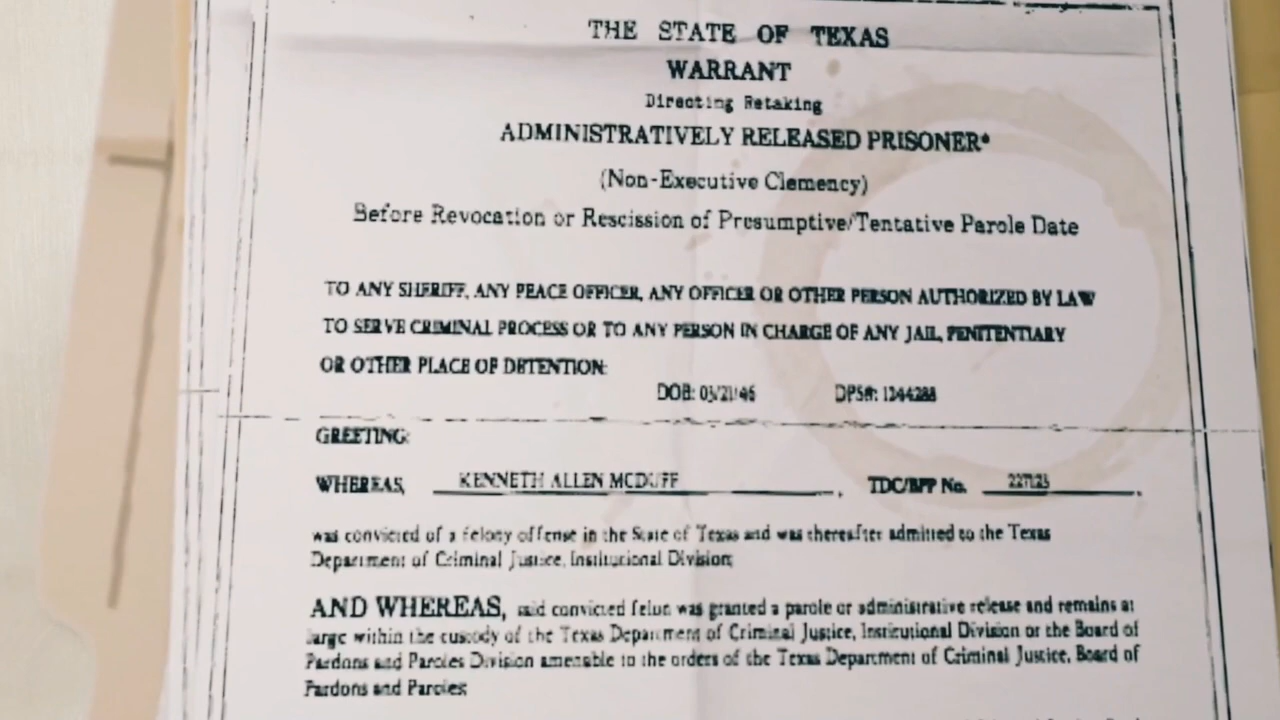 THE STATE OF TEXAS
WARRANT
Directing Retaking
ADMINISTRATIVELY RELEASED PRISONER*
(Non-Executive Clemency)
Before Revocation or Rescission of Presumptive/Tentative Parole Date
TO ANY SHERIFF, ANY PEACE OFFICER, ANY OFFICER OR OTHER PERSON AUTHORIZED BY LAW
TO SERVE CRIMINAL PROCESS OR TO ANY PERSON IN CHARGE OF ANY JAIL, PENITENTIARY
OR OTHER PLACE OF DETENTION:
DOB: 03/21/46 DPS#: 1244288
GREETING:
WHEREAS, KENNETH ALLEN MCDUFF, TDC/BPP No.
was convicted of a felony offense in the State of Texas and was thereafter admitted to the Texas
Department of Criminal Justice, Institutional Division;
AND WHEREAS, said convicted felon was granted a parole or administrative release and remains at
large within the custody of the Texas Department of Criminal Justice, Institutional Division or the Board of
Pardons and Paroles Division amenable to the orders of the Texas Department of Criminal Justice, Board of
Pardons and Paroles;